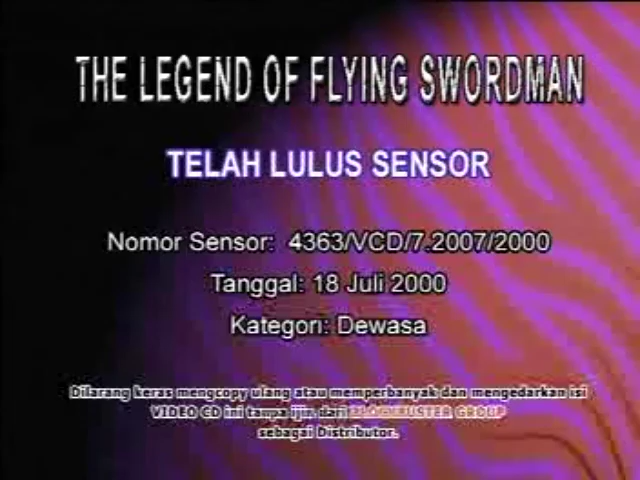 THE LEGEND OF FLYING SWORDMAN
TELAH LULUS SENSOR
Nomor Sensor: 4363/VCD/7.2007/2000
Tanggal: 18 Juli 2000
Kategori: Dewasa
Dilarang keras mengcopy ulang atau memperbanyak dan mengedarkan isi
VIDEO CD ini tanpa ijin dari BLOCKBUSTER GROUP
sebagai Distributor.